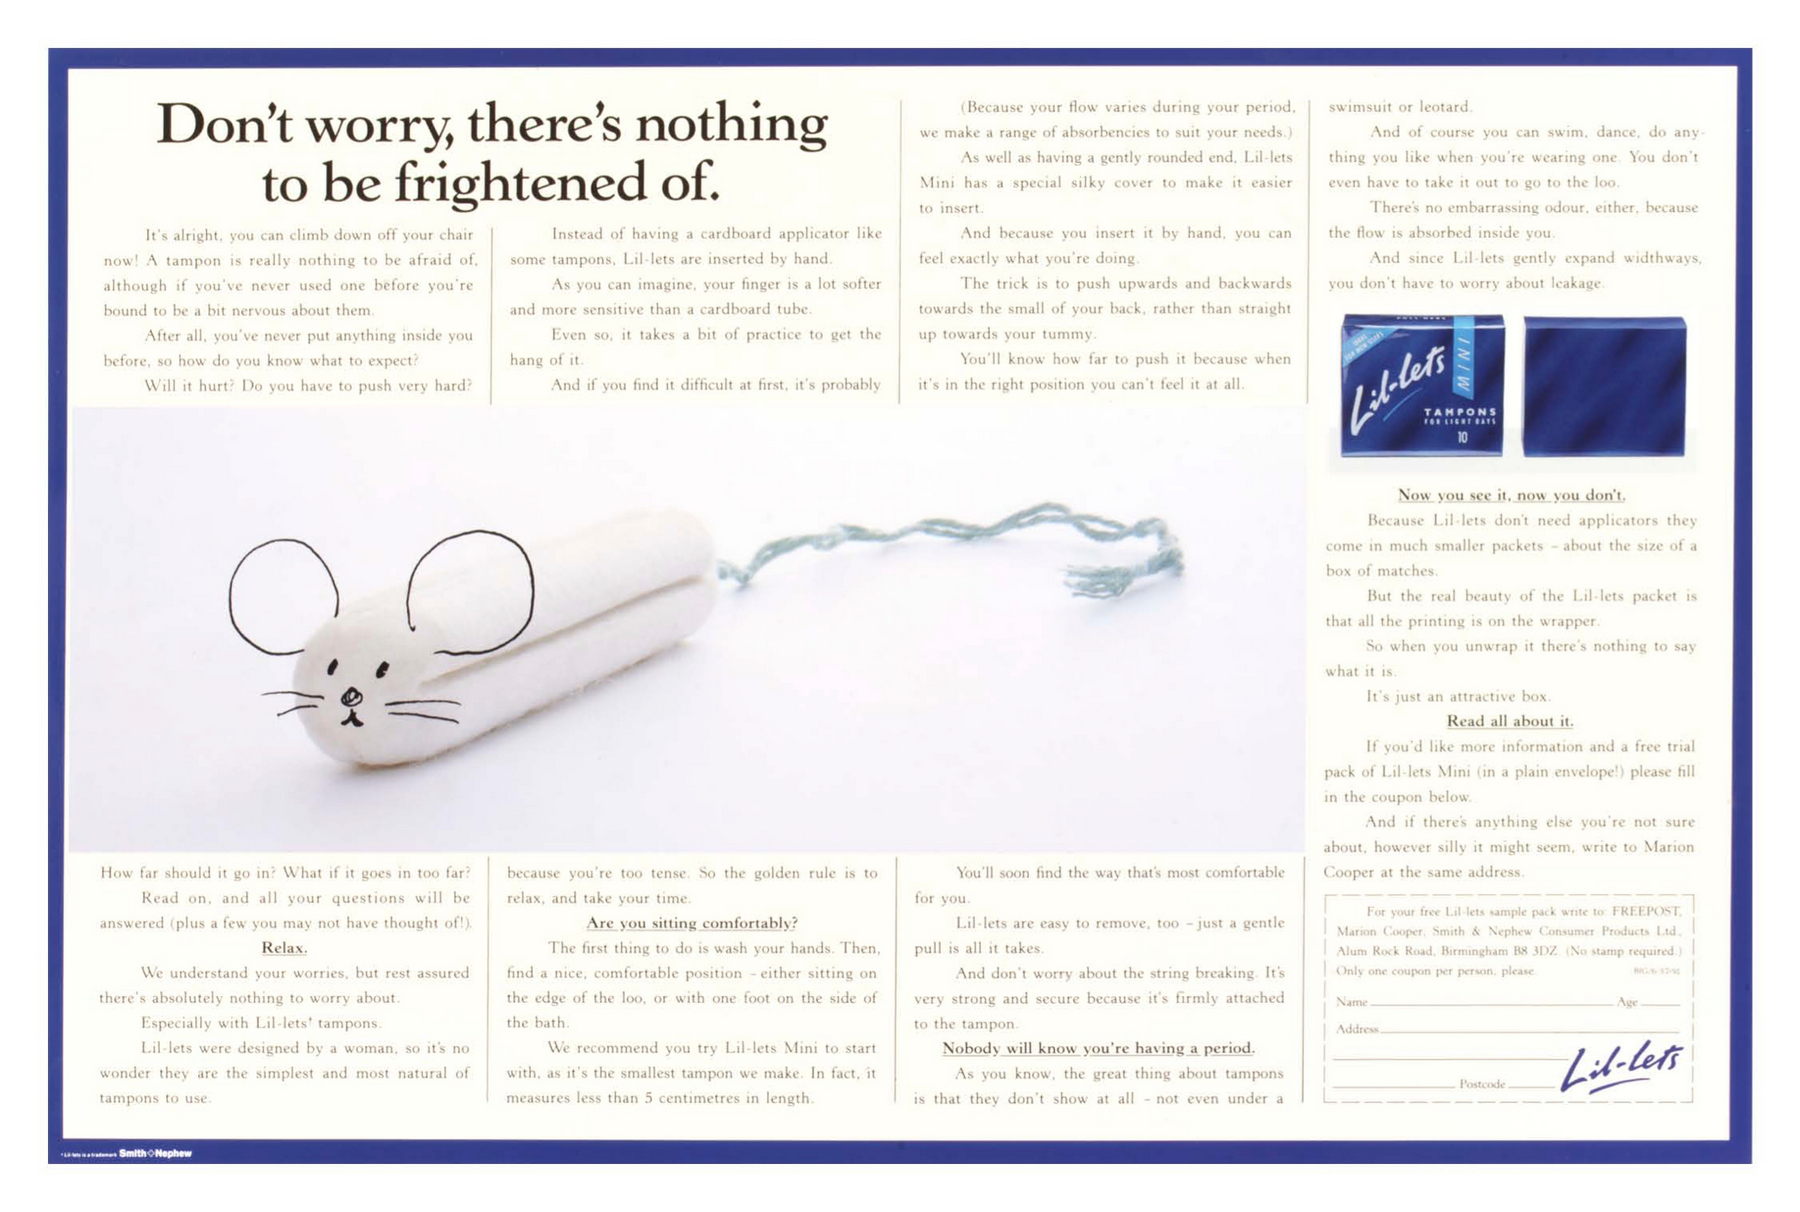 Don't worry, there's nothing
to be frightened of.
It's alright, you can climb down off your chair
now! A tampon is really nothing to be afraid of,
although if you've never used one before you're
bound to be a bit nervous about them.
After all, you've never put anything inside you
before, so how do you know what to expect?
Will it hurt? Do you have to push very hard?
How far should it go in? What if it goes in too far?
Read on, and all your questions will be
answered (plus a few you may not have thought of!).
Relax.
We understand your worries, but rest assured
there's absolutely nothing to worry about.
Especially with Lil-lets† tampons.
Lil-lets were designed by a woman, so it's no
wonder they are the simplest and most natural of
tampons to use.
Instead of having a cardboard applicator like
some tampons, Lil-lets are inserted by hand.
As you can imagine, your finger is a lot softer
and more sensitive than a cardboard tube.
Even so, it takes a bit of practice to get the
hang of it.
And if you find it difficult at first, it's probably
because you're too tense. So the golden rule is to
relax, and take your time.
Are you sitting comfortably?
The first thing to do is wash your hands. Then,
find a nice, comfortable position – either sitting on
the edge of the loo, or with one foot on the side of
the bath.
We recommend you try Lil-lets Mini to start
with, as it's the smallest tampon we make. In fact, it
measures less than 5 centimetres in length.
(Because your flow varies during your period,
we make a range of absorbencies to suit your needs.)
As well as having a gently rounded end, Lil-lets
Mini has a special silky cover to make it easier
to insert.
And because you insert it by hand, you can
feel exactly what you're doing.
The trick is to push upwards and backwards
towards the small of your back, rather than straight
up towards your tummy.
You'll know how far to push it because when
it's in the right position you can't feel it at all.
You'll soon find the way that's most comfortable
for you.
Lil-lets are easy to remove, too – just a gentle
pull is all it takes.
And don't worry about the string breaking. It's
very strong and secure because it's firmly attached
to the tampon.
Nobody will know you're having a period.
As you know, the great thing about tampons
is that they don't show at all – not even under a
swimsuit or leotard.
And of course you can swim, dance, do any-
thing you like when you're wearing one. You don't
even have to take it out to go to the loo.
There's no embarrassing odour, either, because
the flow is absorbed inside you.
And since Lil-lets gently expand widthways,
you don't have to worry about leakage.
Lil-lets
MINI
TAMPONS
FOR LIGHT DAYS
10
Now you see it, now you don't.
Because Lil-lets don't need applicators they
come in much smaller packets – about the size of a
box of matches.
But the real beauty of the Lil-lets packet is
that all the printing is on the wrapper.
So when you unwrap it there's nothing to say
what it is.
It's just an attractive box.
Read all about it.
If you'd like more information and a free trial
pack of Lil-lets Mini (in a plain envelope!) please fill
in the coupon below.
And if there's anything else you're not sure
about, however silly it might seem, write to Marion
Cooper at the same address.
For your free Lil-lets sample pack write to: FREEPOST,
Marion Cooper, Smith & Nephew Consumer Products Ltd.,
Alum Rock Road, Birmingham B8 3DZ. (No stamp required.)
Only one coupon per person, please.
Name Age
Address
Postcode
Lil-lets
† Lil-lets is a trademark Smith Nephew